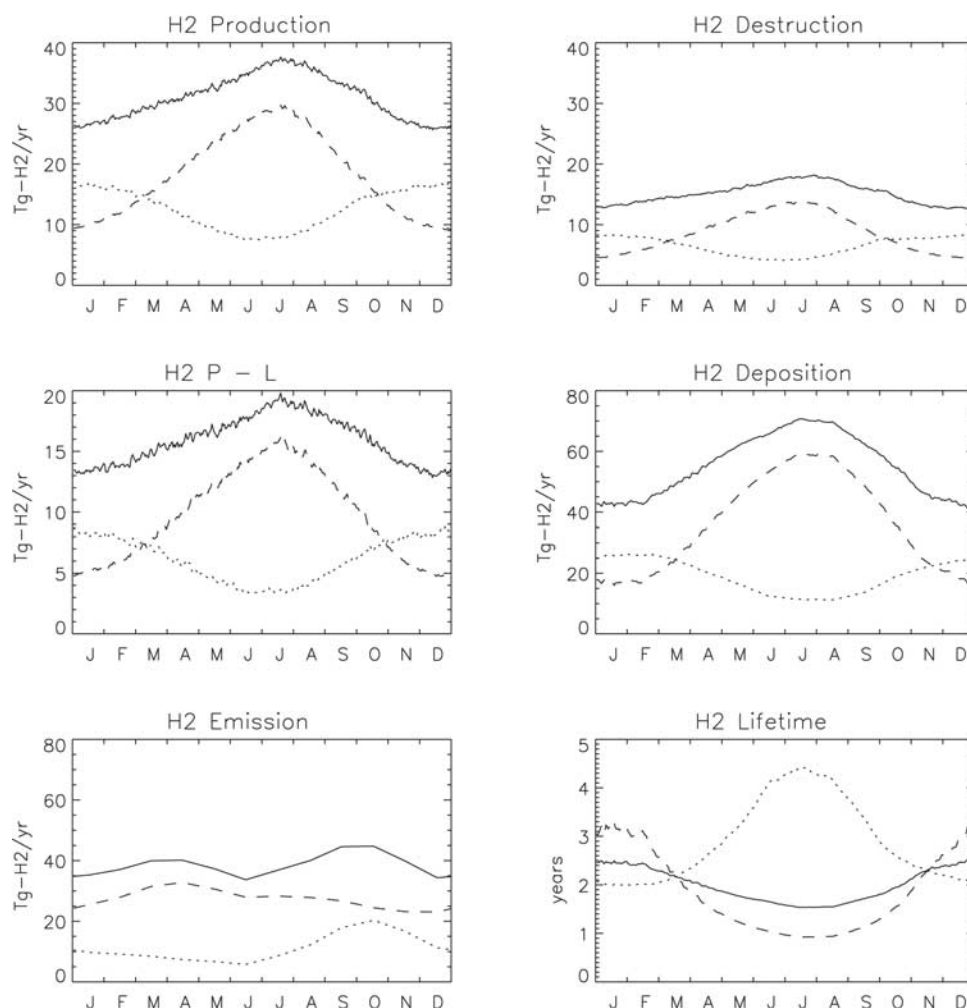 H2 Production
40
30
20
10
0
Tg-H2/yr
J F M A M J J A S O N D
H2 Destruction
40
30
20
10
0
Tg-H2/yr
J F M A M J J A S O N D
H2 P - L
20
15
10
5
0
Tg-H2/yr
J F M A M J J A S O N D
H2 Deposition
80
60
40
20
0
Tg-H2/yr
J F M A M J J A S O N D
H2 Emission
80
60
40
20
0
Tg-H2/yr
J F M A M J J A S O N D
H2 Lifetime
5
4
3
2
1
0
years
J F M A M J J A S O N D